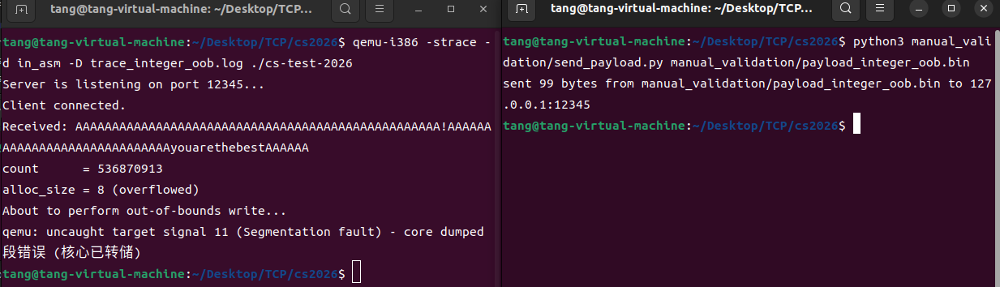 tang@tang-virtual-machine: ~/Desktop/TCP...
tang@tang-virtual-machine:~/Desktop/TCP/cs2026$ qemu-i386 -strace -
d in_asm -D trace_integer_oob.log ./cs-test-2026
Server is listening on port 12345...
Client connected.
Received: AAAAAAAAAAAAAAAAAAAAAAAAAAAAAAAAAAAAAAAAAAAAAAAAAA!AAAAAA
AAAAAAAAAAAAAAAAAAAAAAAyouarethebestAAAAAA
count      = 536870913
alloc_size = 8 (overflowed)
About to perform out-of-bounds write...
qemu: uncaught target signal 11 (Segmentation fault) - core dumped
段错误 (核心已转储)
tang@tang-virtual-machine:~/Desktop/TCP/cs2026$
tang@tang-virtual-machine: ~/Desktop/TCP...
tang@tang-virtual-machine:~/Desktop/TCP/cs2026$ python3 manual_vali
dation/send_payload.py manual_validation/payload_integer_oob.bin
sent 99 bytes from manual_validation/payload_integer_oob.bin to 127
.0.0.1:12345
tang@tang-virtual-machine:~/Desktop/TCP/cs2026$